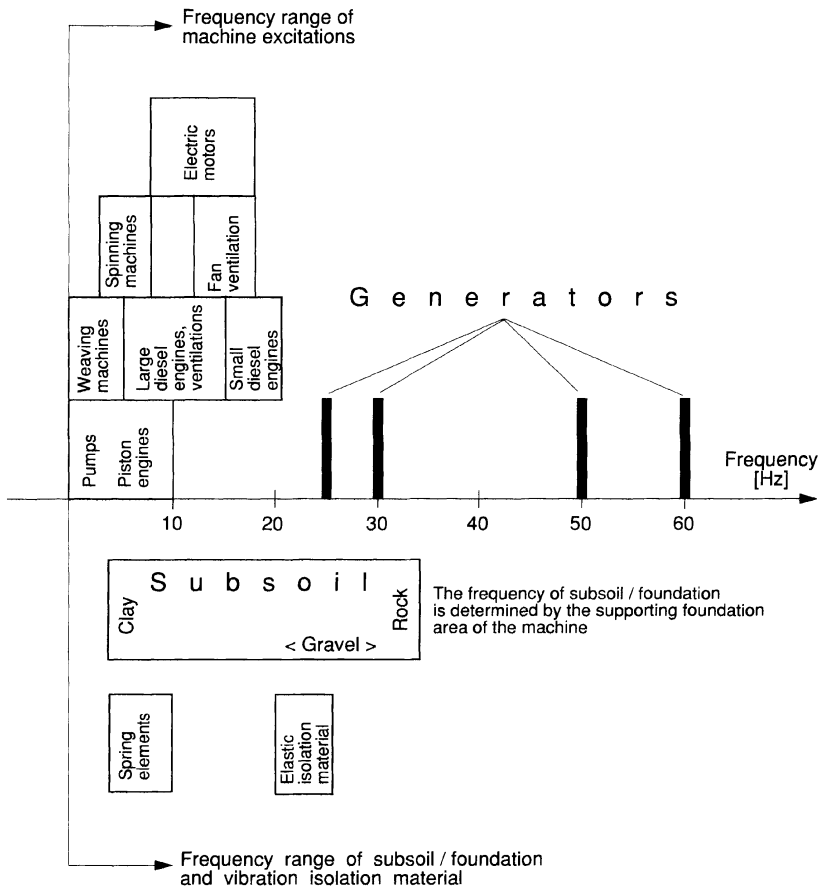 Frequency range of
machine excitations
Electric
motors
Spinning
machines
Fan
ventilation
Weaving
machines
Large
diesel
engines,
ventilations
Small
diesel
engines
Generators
Pumps
Piston
engines
Frequency
[Hz]
10 20 30 40 50 60
Subsoil
Clay
Rock
< Gravel >
The frequency of subsoil / foundation
is determined by the supporting foundation
area of the machine
Spring
elements
Elastic
isolation
material
Frequency range of subsoil / foundation
and vibration isolation material